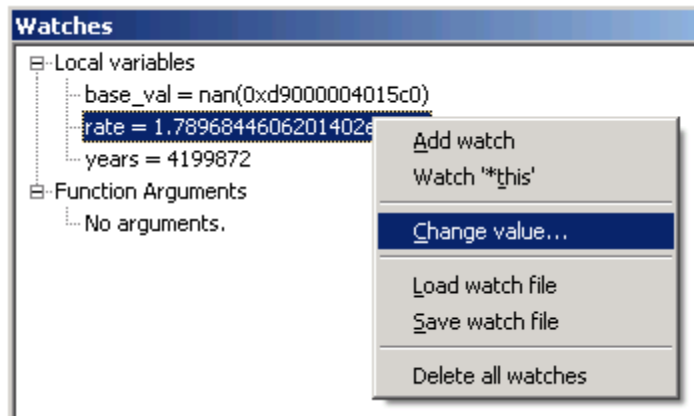 Watches
Local variables
base_val = nan(0xd9000004015c0)
rate = 1.7896844606201402e
years = 4199872
Function Arguments
No arguments.
Add watch
Watch '*this'
Change value...
Load watch file
Save watch file
Delete all watches